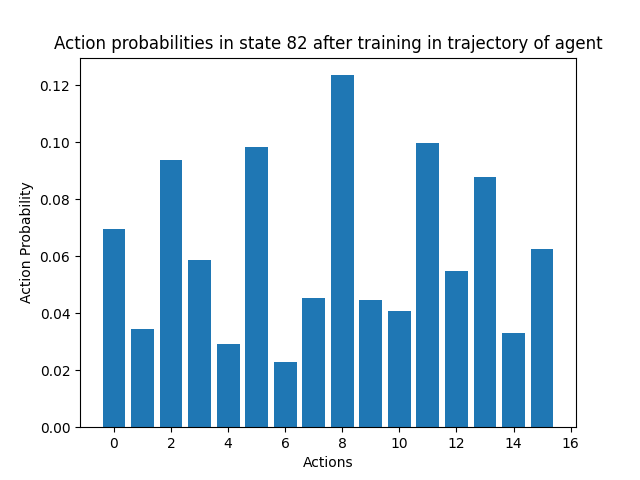 Action probabilities in state 82 after training in trajectory of agent
0.12
0.10
0.08
0.06
0.04
0.02
0.00
Action Probability
0 2 4 6 8 10 12 14 16
Actions